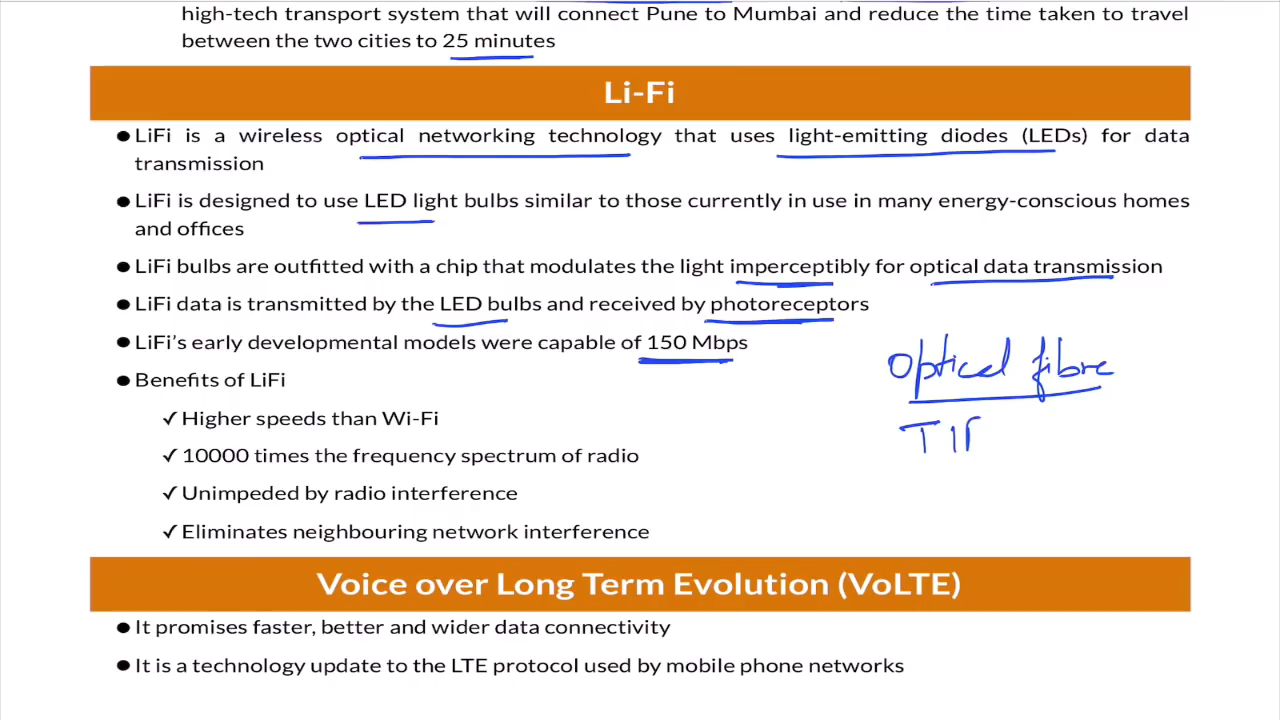 high-tech transport system that will connect Pune to Mumbai and reduce the time taken to travel
between the two cities to 25 minutes
Li-Fi
● LiFi is a wireless optical networking technology that uses light-emitting diodes (LEDs) for data
transmission
● LiFi is designed to use LED light bulbs similar to those currently in use in many energy-conscious homes
and offices
● LiFi bulbs are outfitted with a chip that modulates the light imperceptibly for optical data transmission
● LiFi data is transmitted by the LED bulbs and received by photoreceptors
● LiFi's early developmental models were capable of 150 Mbps
Optical fibre
● Benefits of LiFi
✓ Higher speeds than Wi-Fi
TIR
✓ 10000 times the frequency spectrum of radio
✓ Unimpeded by radio interference
✓ Eliminates neighbouring network interference
Voice over Long Term Evolution (VoLTE)
● It promises faster, better and wider data connectivity
● It is a technology update to the LTE protocol used by mobile phone networks